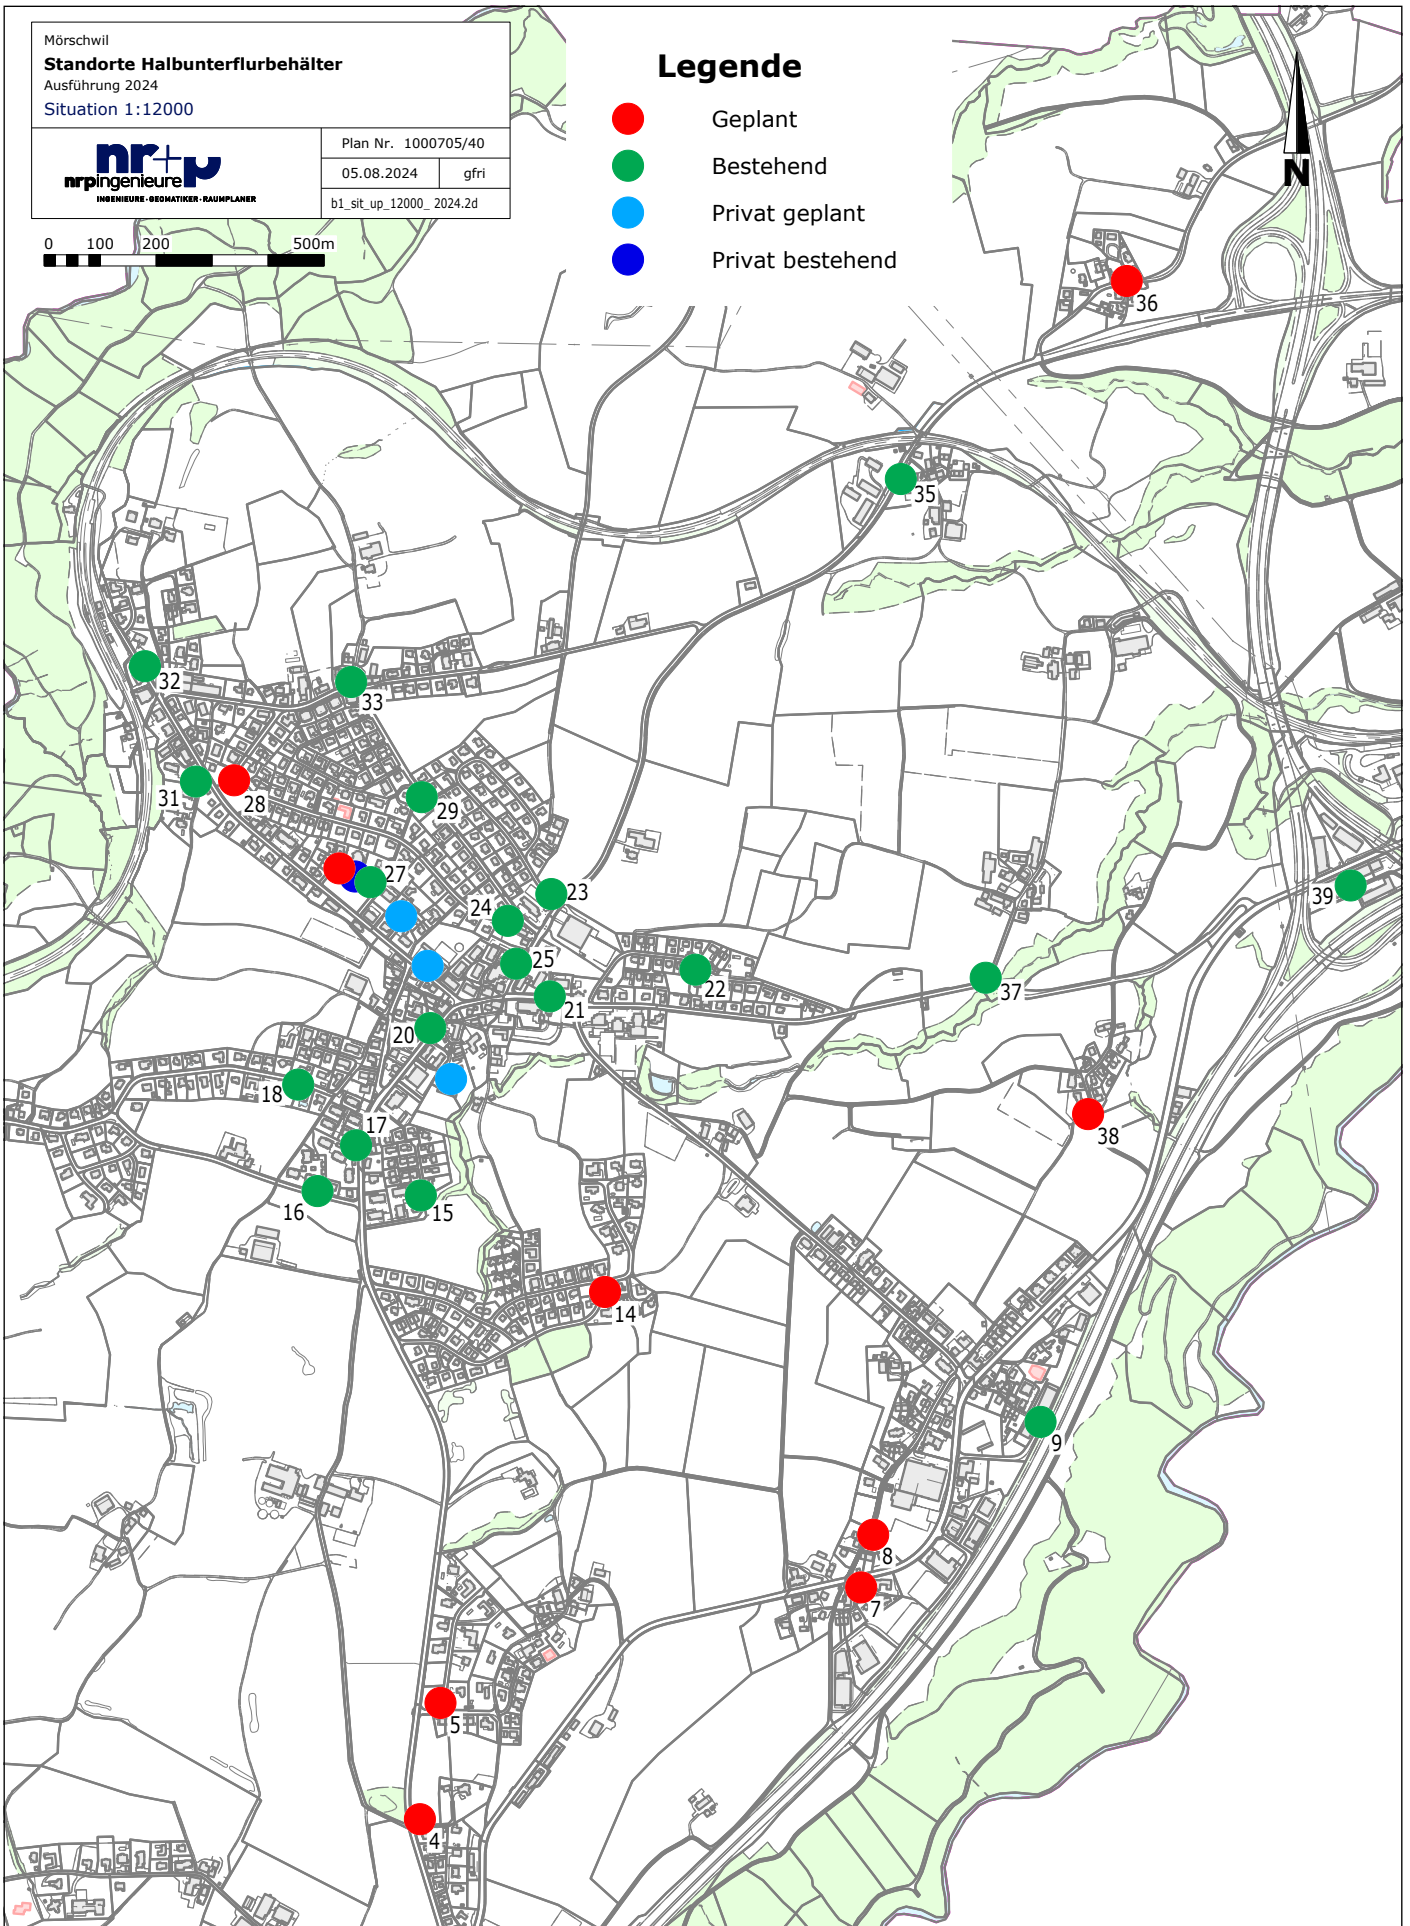 Mörschwil
Standorte Halbunterflurbehälter
Ausführung 2024
Situation 1:12000
nr+p
nrpingenieure
INGENIEURE·GEOMATIKER·RAUMPLANER
Plan Nr. 1000705/40
05.08.2024 gfri
b1_sit_up_12000_ 2024.2d
0 100 200 500m
Legende
Geplant
Bestehend
Privat geplant
Privat bestehend
N
36
35
32
33
31
28
29
27
23
24
39
25
22
37
21
20
18
38
17
16
15
14
9
8
7
5
4